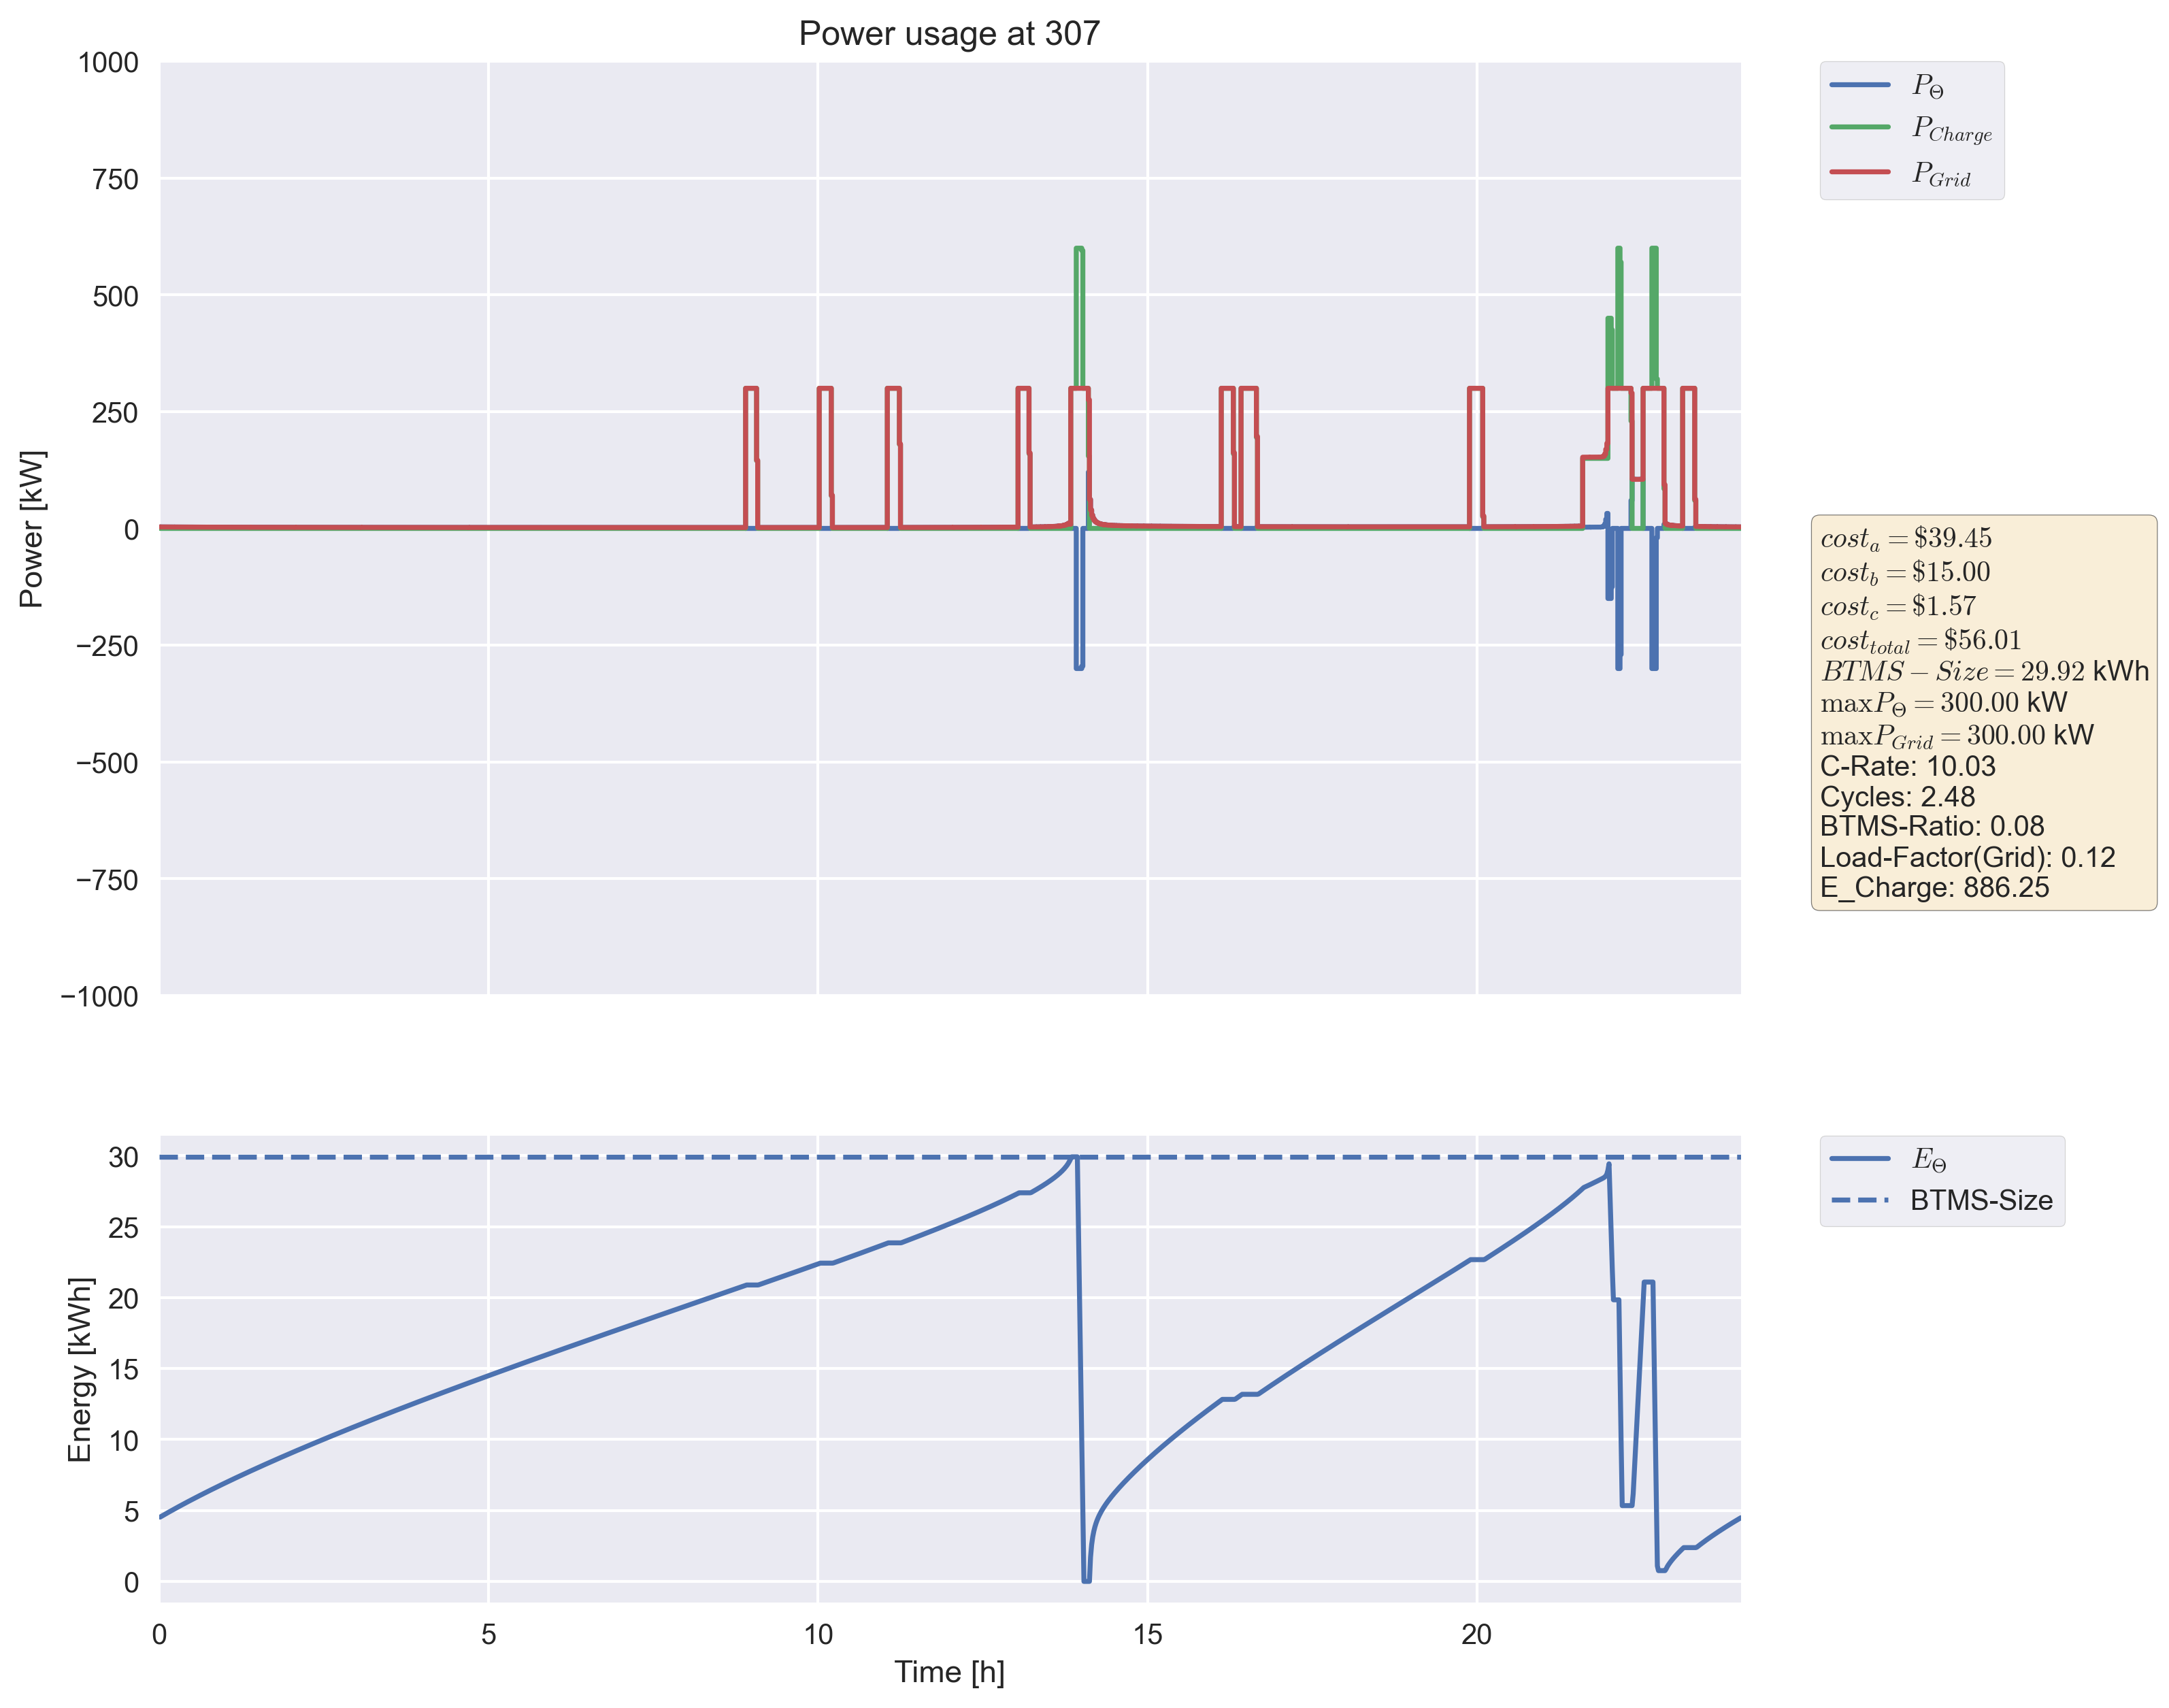 Power usage at 307
1000
750
500
250
0
−250
−500
−750
−1000
Power [kW]
P_Θ
P_Charge
P_Grid
cost_a = $39.45
cost_b = $15.00
cost_c = $1.57
cost_total = $56.01
BTMS − Size = 29.92 kWh
maxP_Θ = 300.00 kW
maxP_Grid = 300.00 kW
C-Rate: 10.03
Cycles: 2.48
BTMS-Ratio: 0.08
Load-Factor(Grid): 0.12
E_Charge: 886.25
30
25
20
15
10
5
0
Energy [kWh]
E_Θ
BTMS-Size
0 5 10 15 20
Time [h]